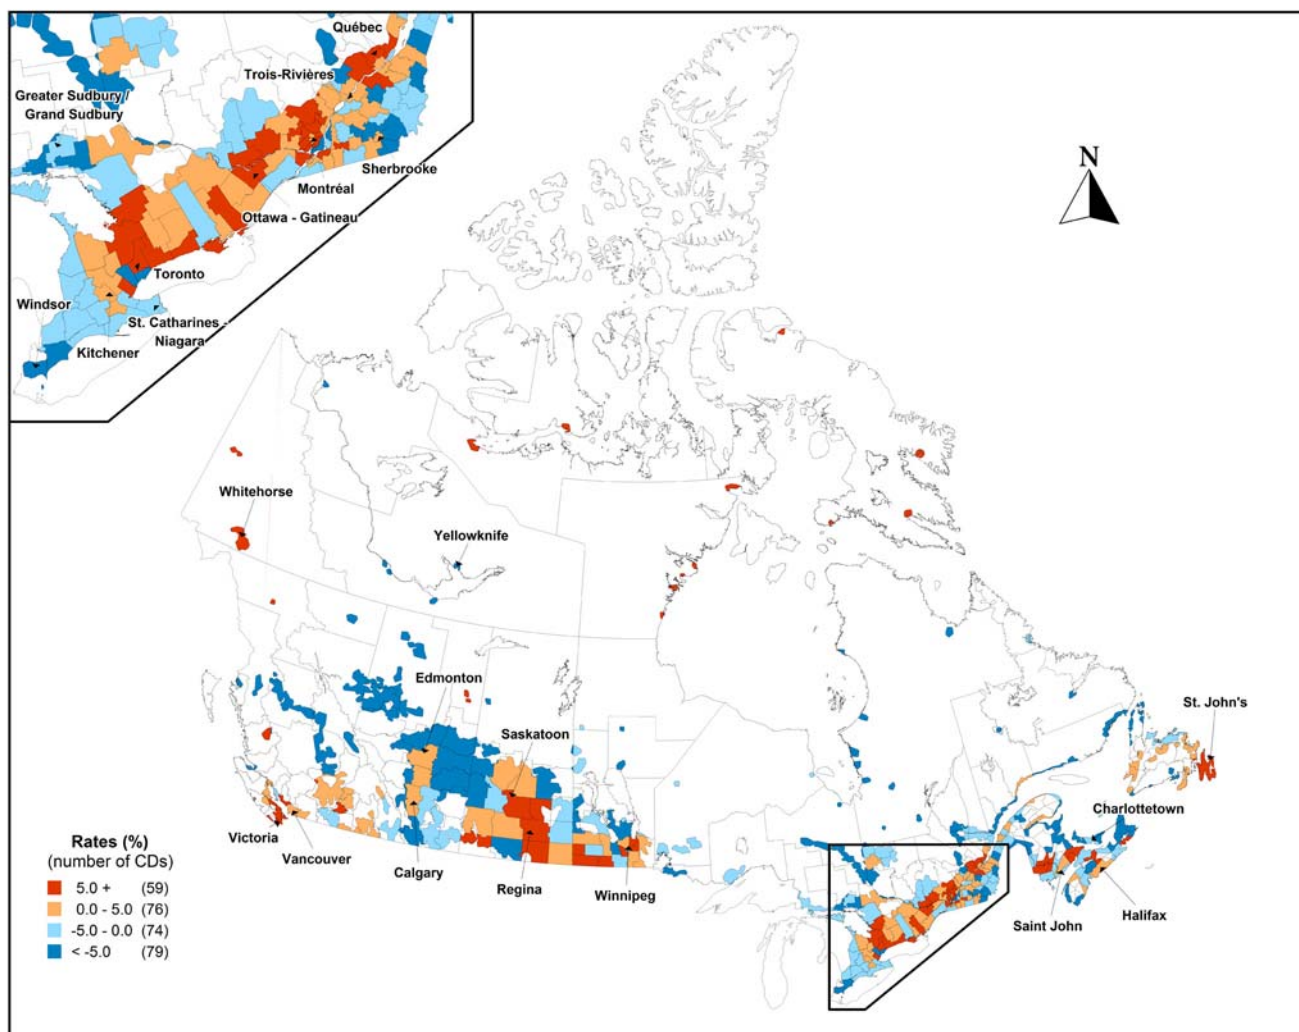 Québec
Trois-Rivières
Greater Sudbury /
Grand Sudbury
Sherbrooke
Montréal
Ottawa - Gatineau
Toronto
Windsor
St. Catharines -
Niagara
Kitchener
N
Whitehorse
Yellowknife
Edmonton
Saskatoon
St. John's
Charlottetown
Victoria
Vancouver
Calgary
Regina
Winnipeg
Saint John
Halifax
Rates (%)
(number of CDs)
5.0 + (59)
0.0 - 5.0 (76)
-5.0 - 0.0 (74)
< -5.0 (79)